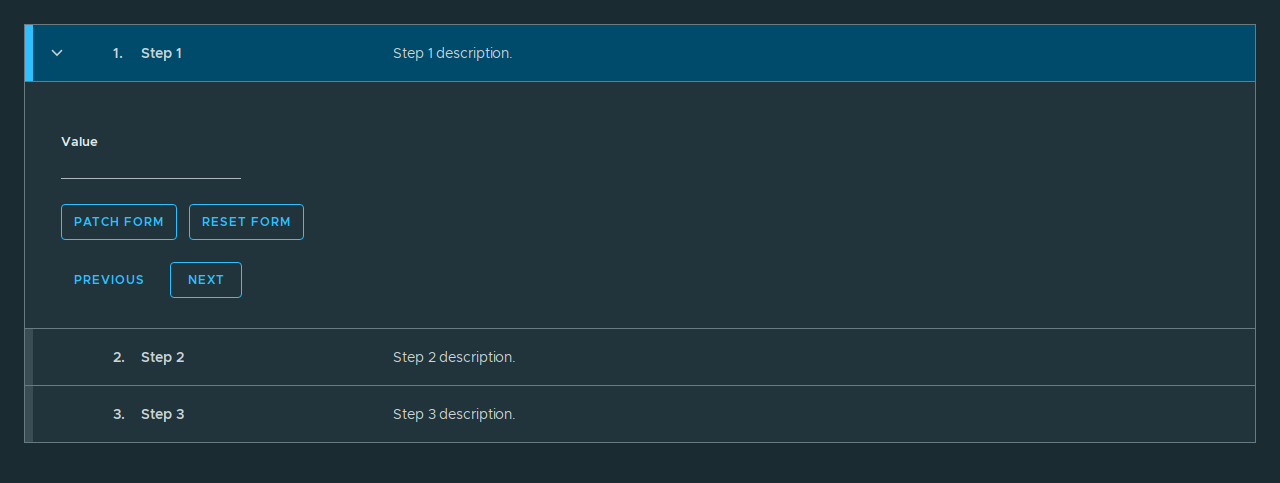 1. Step 1 Step 1 description.
Value
PATCH FORM RESET FORM
PREVIOUS NEXT
2. Step 2 Step 2 description.
3. Step 3 Step 3 description.